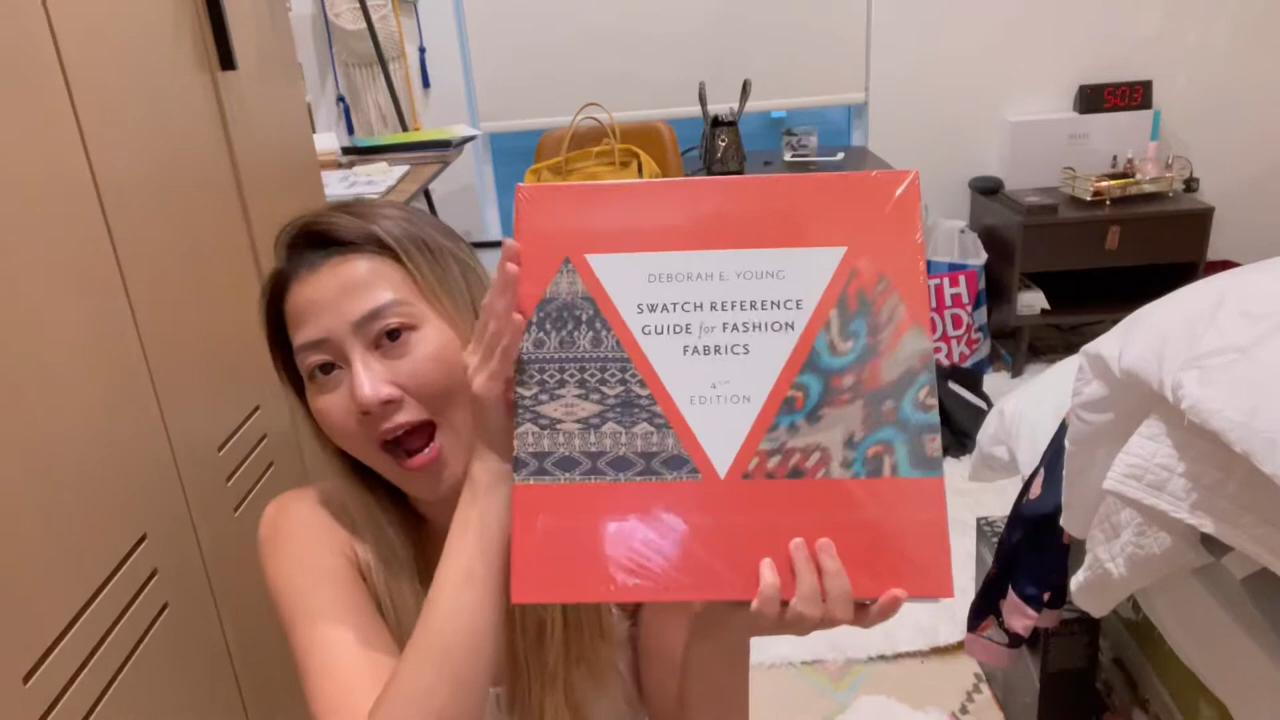 5:03
DEBORAH E. YOUNG
SWATCH REFERENCE
GUIDE for FASHION
FABRICS
4TH
EDITION
TH
OD
RKS